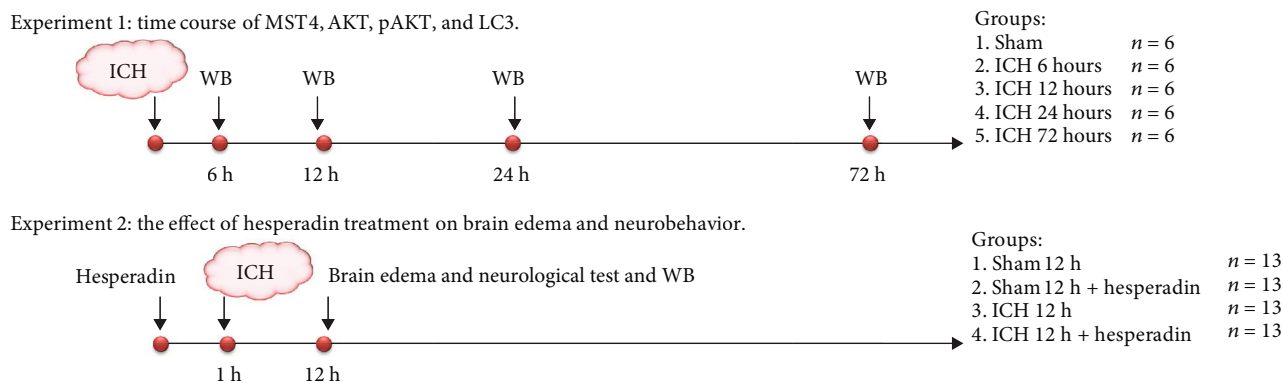 Experiment 1: time course of MST4, AKT, pAKT, and LC3.
ICH
WB
WB
WB
WB
6 h
12 h
24 h
72 h
Groups:
1. Sham n = 6
2. ICH 6 hours n = 6
3. ICH 12 hours n = 6
4. ICH 24 hours n = 6
5. ICH 72 hours n = 6
Experiment 2: the effect of hesperadin treatment on brain edema and neurobehavior.
Hesperadin
ICH
Brain edema and neurological test and WB
1 h
12 h
Groups:
1. Sham 12 h n = 13
2. Sham 12 h + hesperadin n = 13
3. ICH 12 h n = 13
4. ICH 12 h + hesperadin n = 13